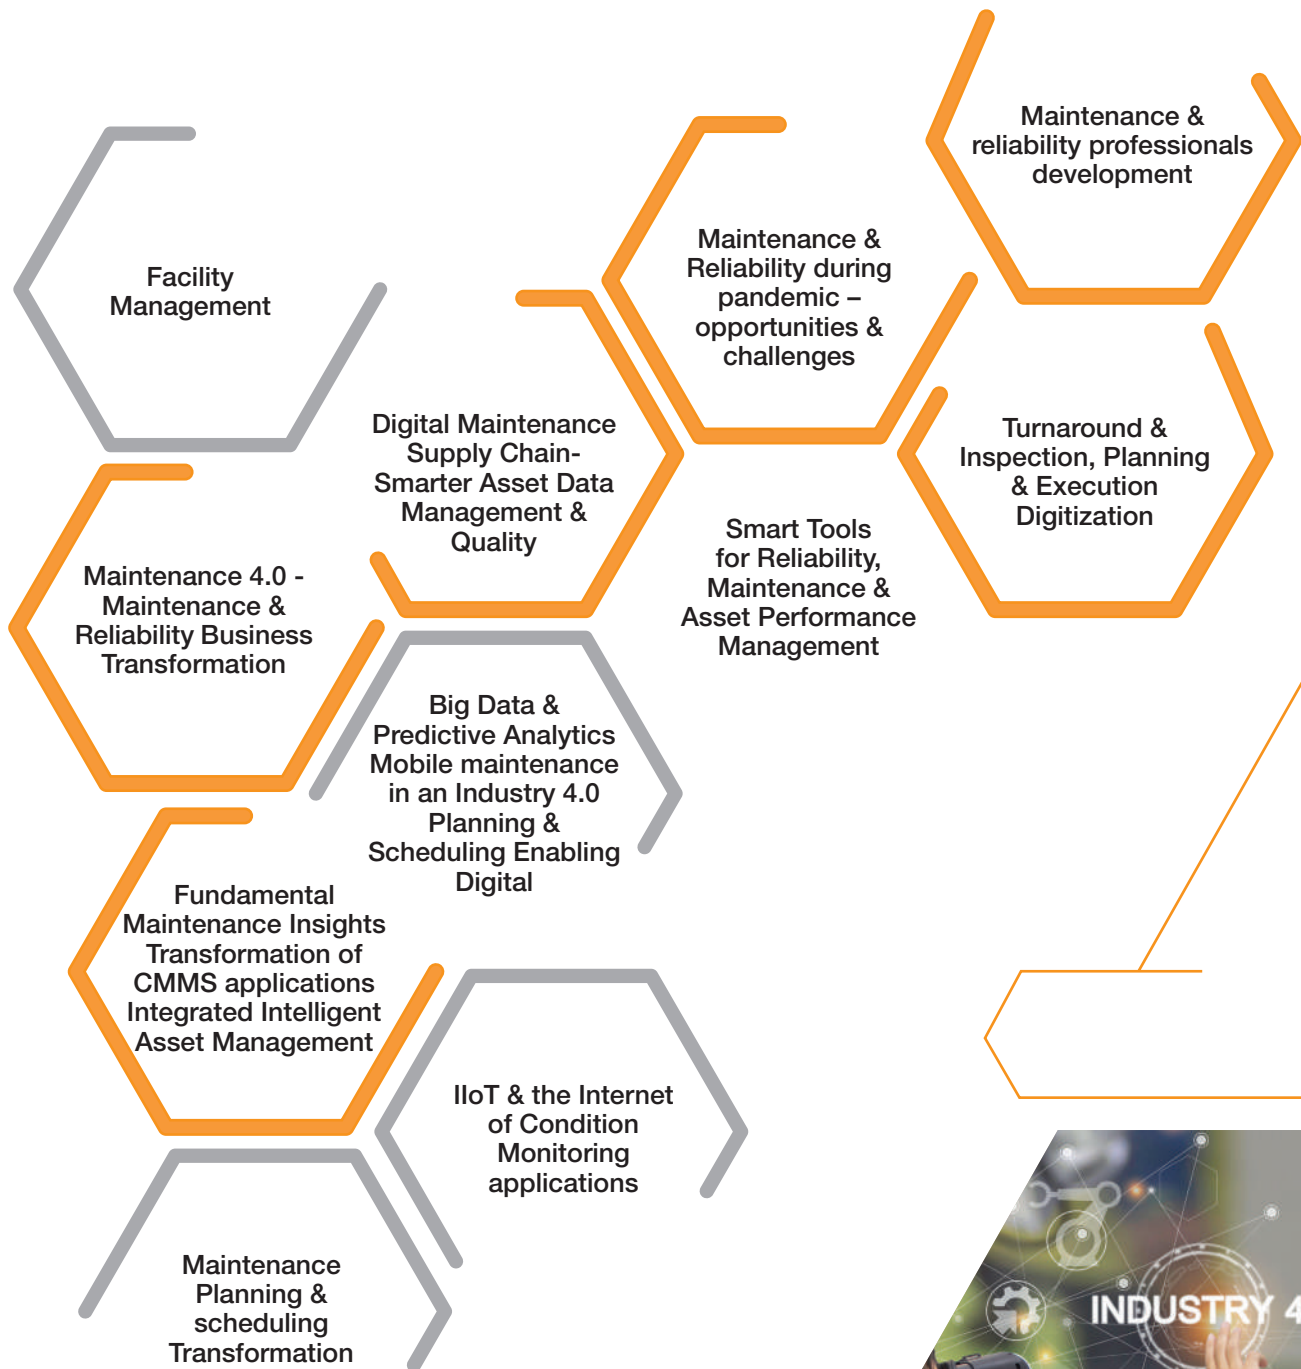 Maintenance &
reliability professionals
development
Maintenance &
Reliability during
pandemic –
opportunities &
challenges
Facility
Management
Digital Maintenance
Supply Chain-
Smarter Asset Data
Management &
Quality
Turnaround &
Inspection, Planning
& Execution
Digitization
Smart Tools
for Reliability,
Maintenance &
Asset Performance
Management
Maintenance 4.0 -
Maintenance &
Reliability Business
Transformation
Big Data &
Predictive Analytics
Mobile maintenance
in an Industry 4.0
Planning &
Scheduling Enabling
Digital
Fundamental
Maintenance Insights
Transformation of
CMMS applications
Integrated Intelligent
Asset Management
IIoT & the Internet
of Condition
Monitoring
applications
Maintenance
Planning &
scheduling
Transformation
INDUSTRY 4